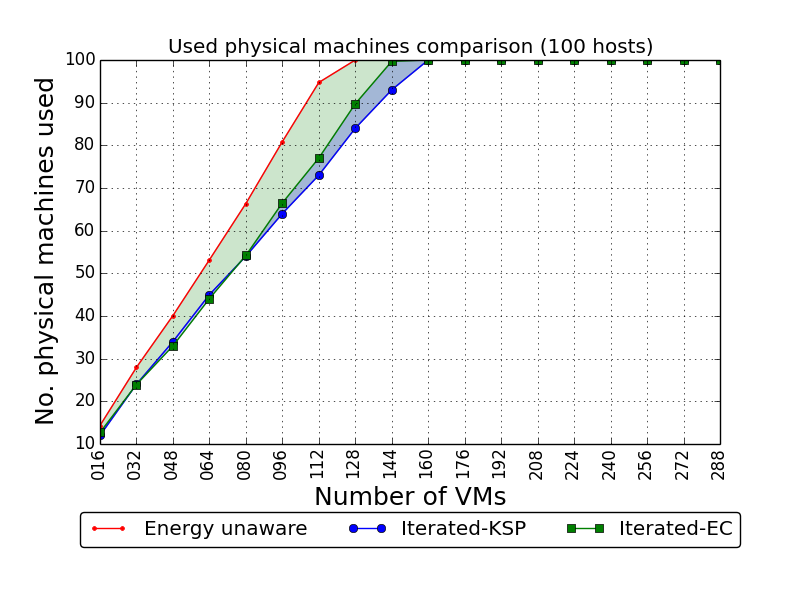 Used physical machines comparison (100 hosts)
No. physical machines used
100
90
80
70
60
50
40
30
20
10
016 032 048 064 080 096 112 128 144 160 176 192 208 224 240 256 272 288
Number of VMs
Energy unaware Iterated-KSP Iterated-EC